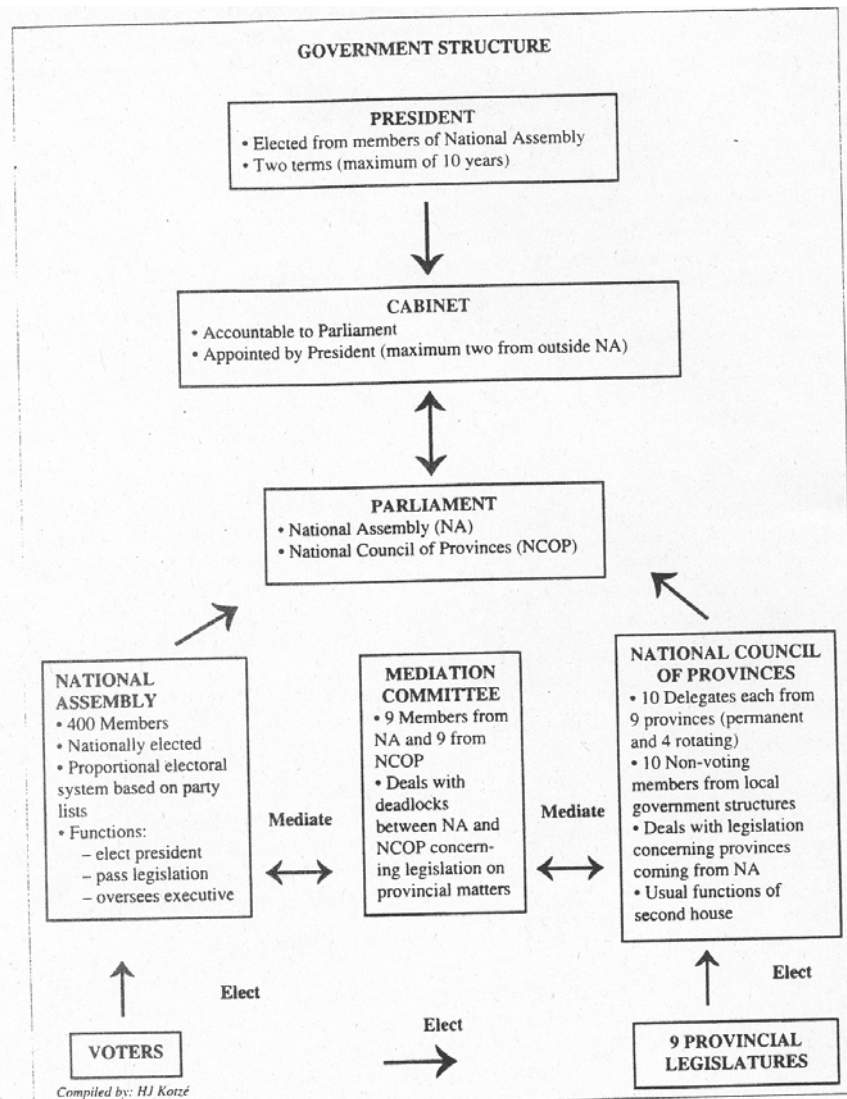 GOVERNMENT STRUCTURE
PRESIDENT
• Elected from members of National Assembly
• Two terms (maximum of 10 years)
CABINET
• Accountable to Parliament
• Appointed by President (maximum two from outside NA)
PARLIAMENT
• National Assembly (NA)
• National Council of Provinces (NCOP)
NATIONAL
ASSEMBLY
• 400 Members
• Nationally elected
• Proportional electoral
system based on party
lists
• Functions:
– elect president
– pass legislation
– oversees executive
Mediate
MEDIATION
COMMITTEE
• 9 Members from
NA and 9 from
NCOP
• Deals with
deadlocks
between NA and
NCOP concern-
ing legislation on
provincial matters
Mediate
NATIONAL COUNCIL
OF PROVINCES
• 10 Delegates each from
9 provinces (permanent
and 4 rotating)
• 10 Non-voting
members from local
government structures
• Deals with legislation
concerning provinces
coming from NA
• Usual functions of
second house
Elect
Elect
Elect
VOTERS
9 PROVINCIAL
LEGISLATURES
Compiled by: HJ Kotzé